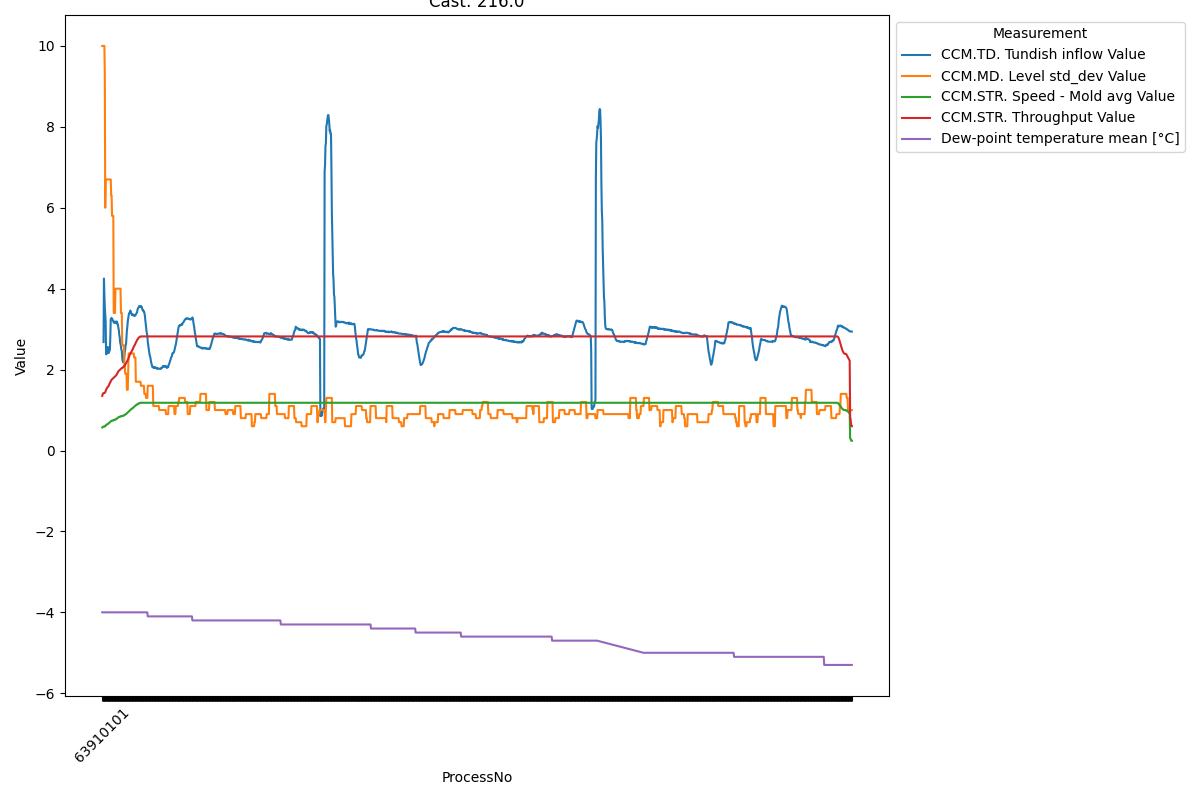 Cast: 216.0
Measurement
CCM.TD. Tundish inflow Value
CCM.MD. Level std_dev Value
CCM.STR. Speed - Mold avg Value
CCM.STR. Throughput Value
Dew-point temperature mean [°C]
10
8
6
4
2
0
−2
−4
−6
Value
63910101
ProcessNo